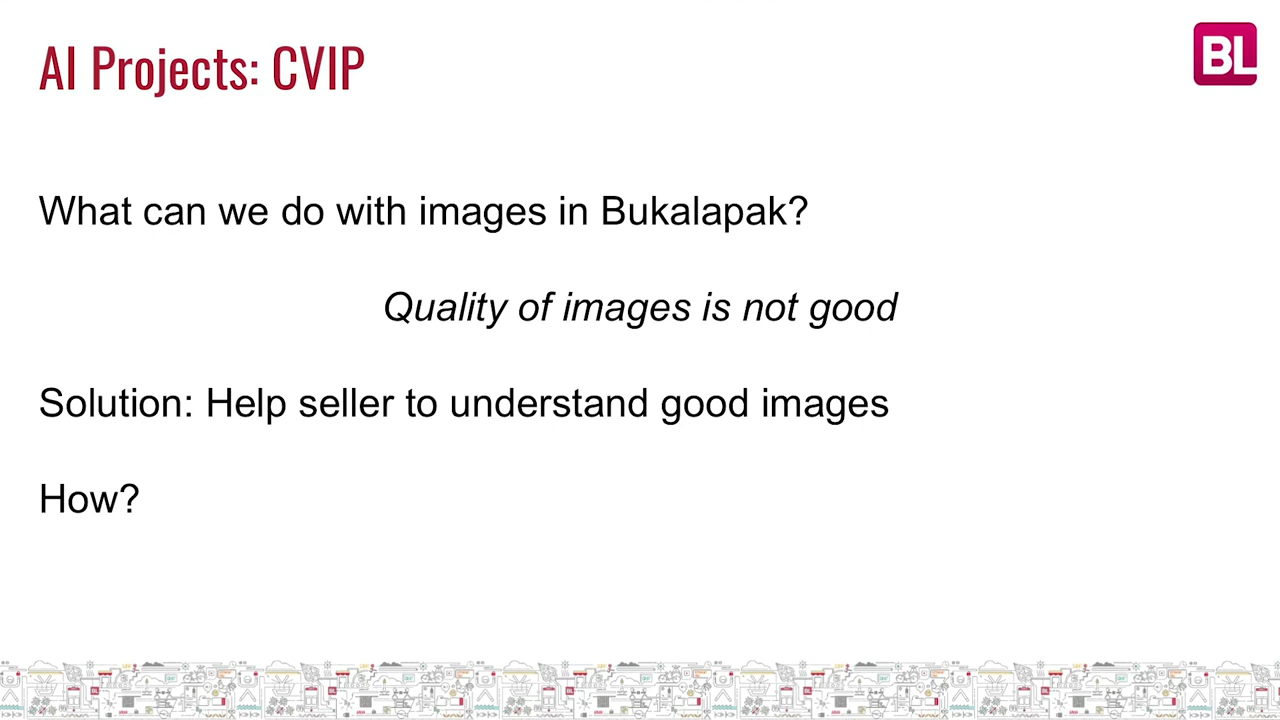 AI Projects: CVIP
BL
What can we do with images in Bukalapak?
Quality of images is not good
Solution: Help seller to understand good images
How?